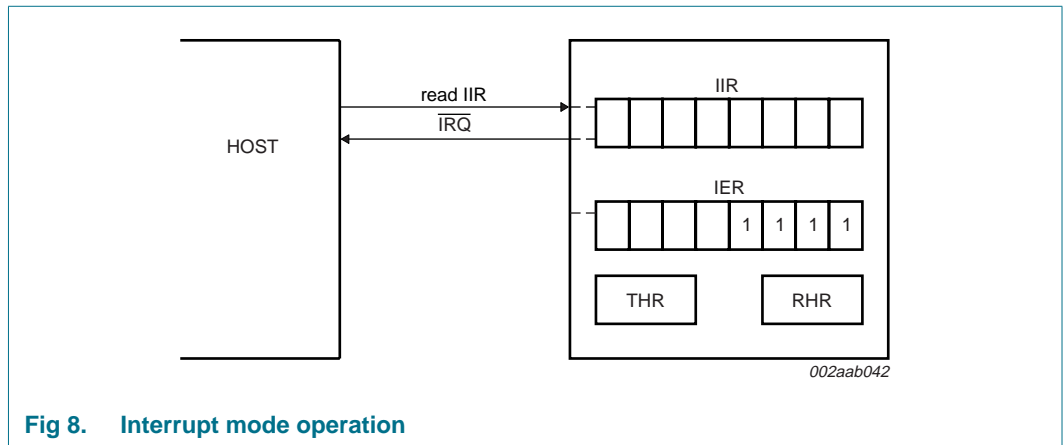 read IIR
IRQ
HOST
IIR
IER
1 1 1 1
THR RHR
002aab042
Fig 8. Interrupt mode operation